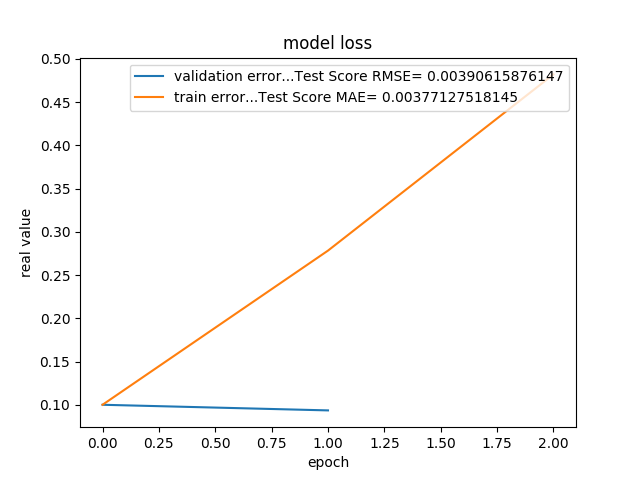 model loss
validation error...Test Score RMSE= 0.00390615876147
train error...Test Score MAE= 0.00377127518145
real value
0.50
0.45
0.40
0.35
0.30
0.25
0.20
0.15
0.10
0.00 0.25 0.50 0.75 1.00 1.25 1.50 1.75 2.00
epoch